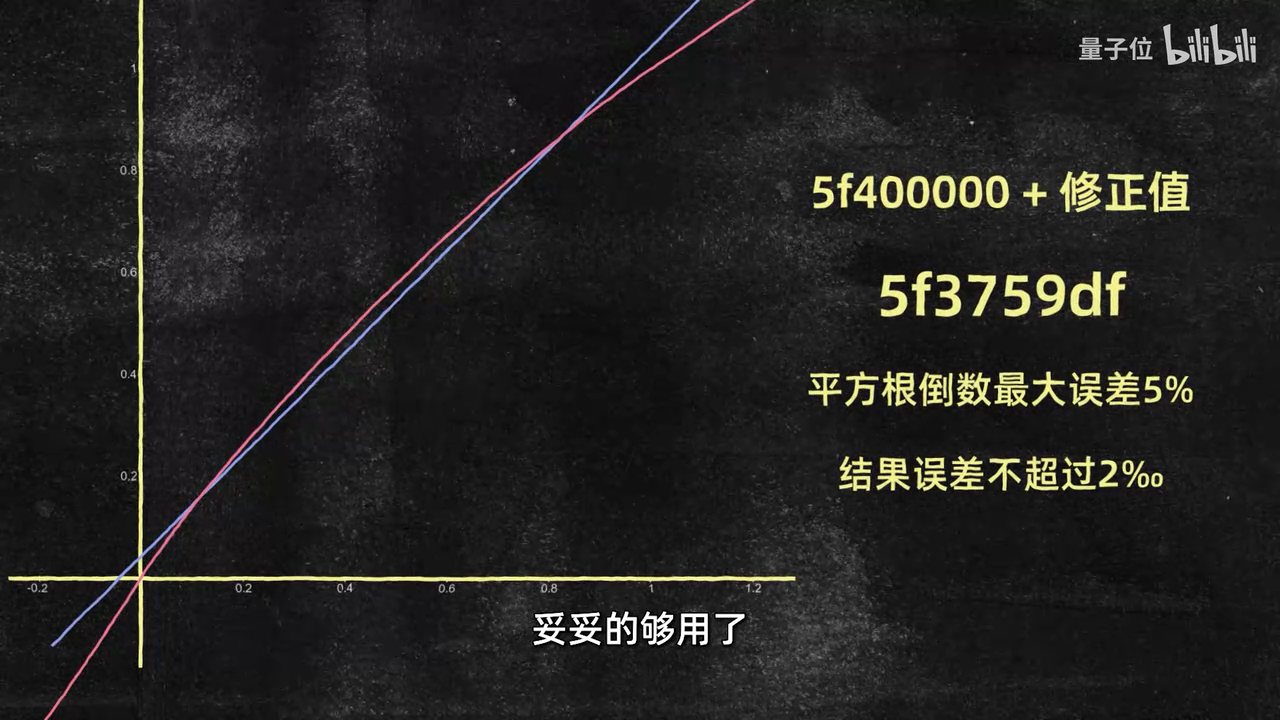 量子位 bilibili
5f400000 + 修正值
5f3759df
平方根倒数最大误差5%
结果误差不超过2‰
1
0.8
0.6
0.4
0.2
-0.2 0.2 0.4 0.6 0.8 1 1.2
妥妥的够用了